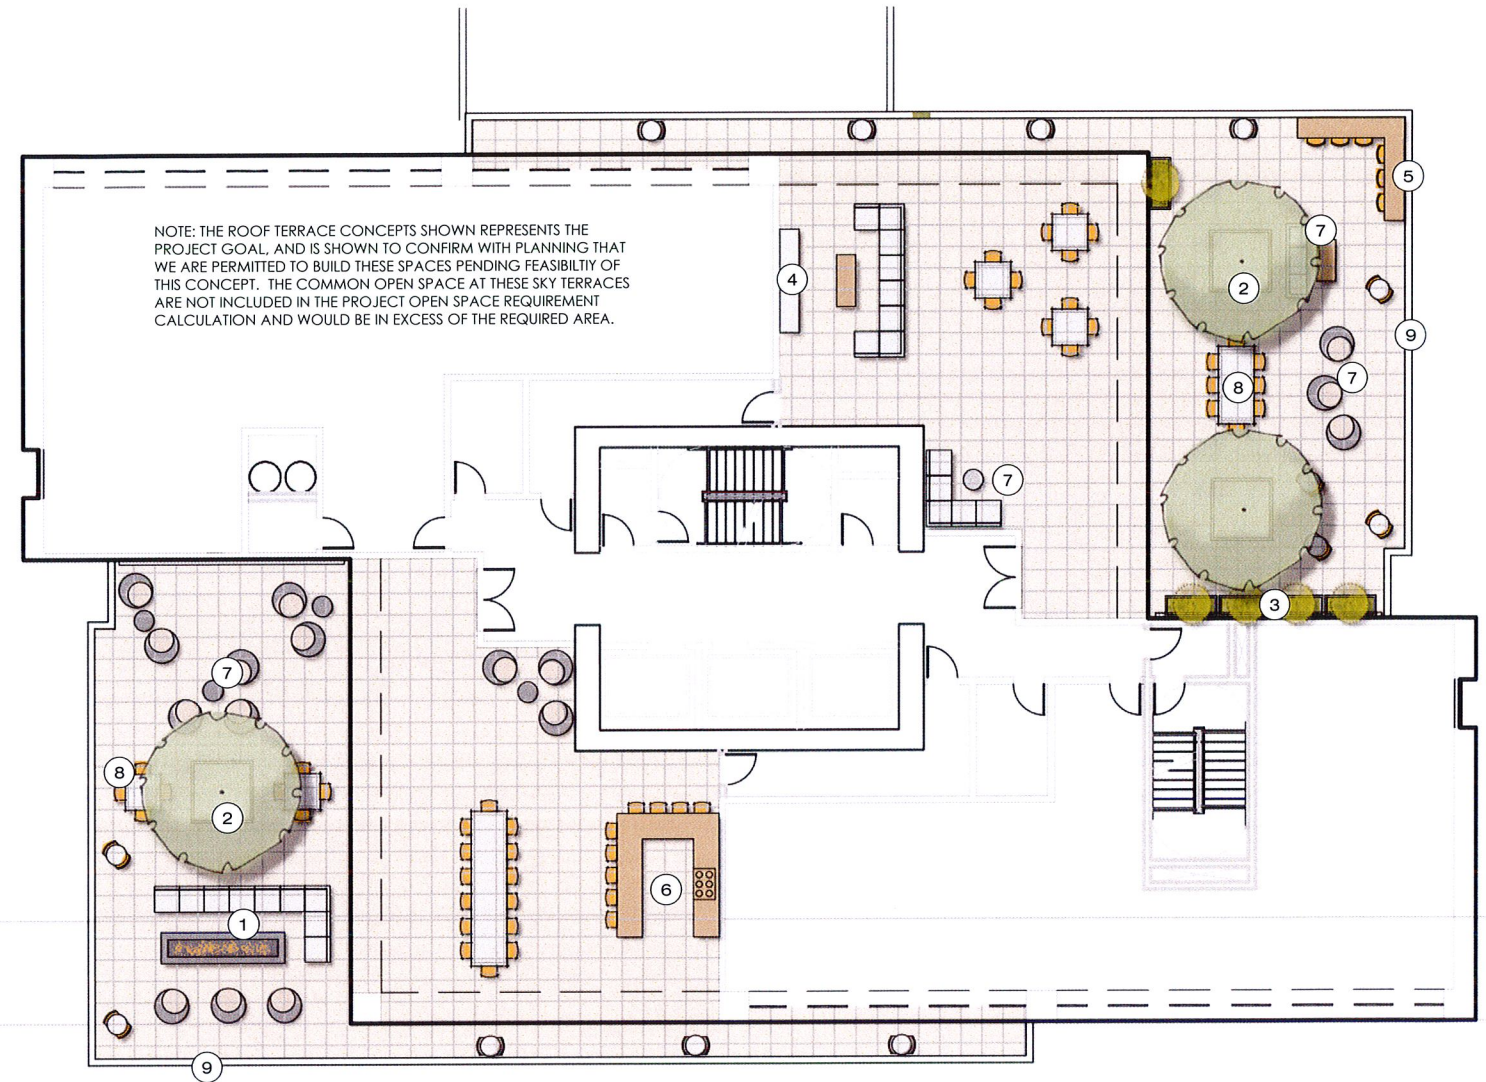 NOTE: THE ROOF TERRACE CONCEPTS SHOWN REPRESENTS THE
PROJECT GOAL, AND IS SHOWN TO CONFIRM WITH PLANNING THAT
WE ARE PERMITTED TO BUILD THESE SPACES PENDING FEASIBILTIY OF
THIS CONCEPT. THE COMMON OPEN SPACE AT THESE SKY TERRACES
ARE NOT INCLUDED IN THE PROJECT OPEN SPACE REQUIREMENT
CALCULATION AND WOULD BE IN EXCESS OF THE REQUIRED AREA.
5
7
4
2
9
7
8
7
3
7
8
2
6
1
9